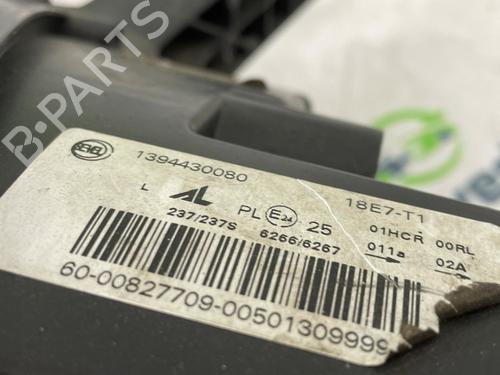 B-PARTS
1394430080
18E7-T1
L AL PL E24 25 01HCR 00RL
237/237S 6266/6267 011a 02A
60-00827709-00501309999